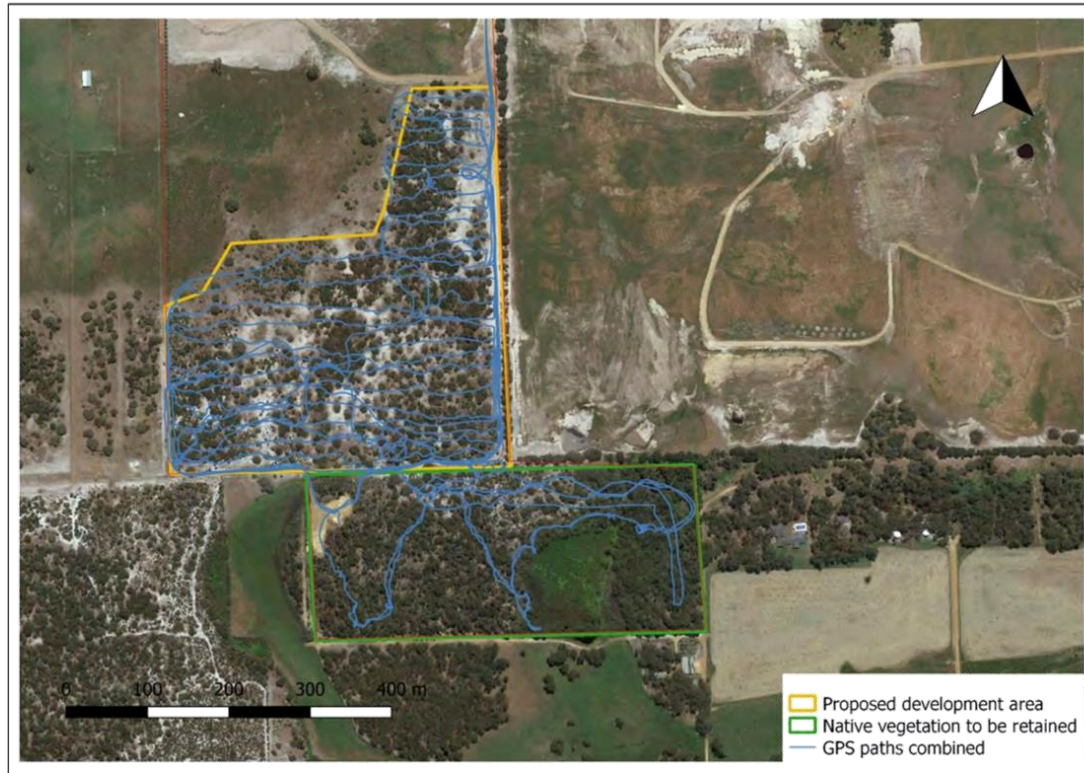 0 100 200 300 400 m
Proposed development area
Native vegetation to be retained
GPS paths combined